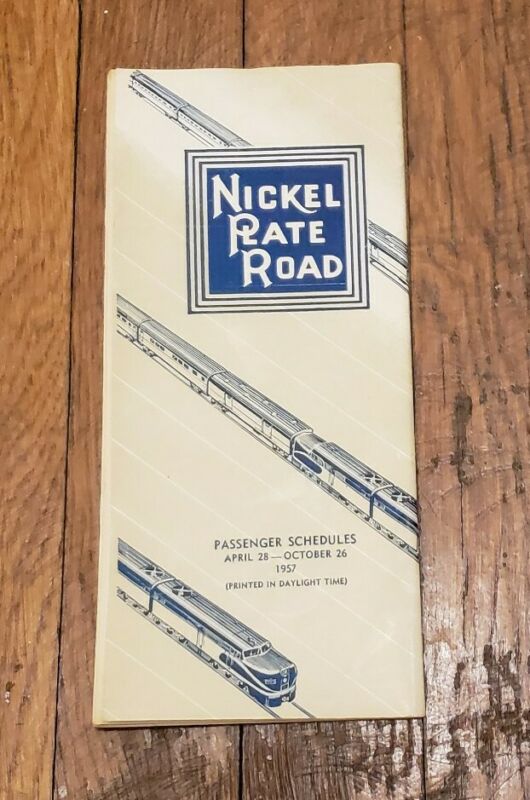 NICKEL
PLATE
ROAD
PASSENGER SCHEDULES
APRIL 28 — OCTOBER 26
1957
(PRINTED IN DAYLIGHT TIME)